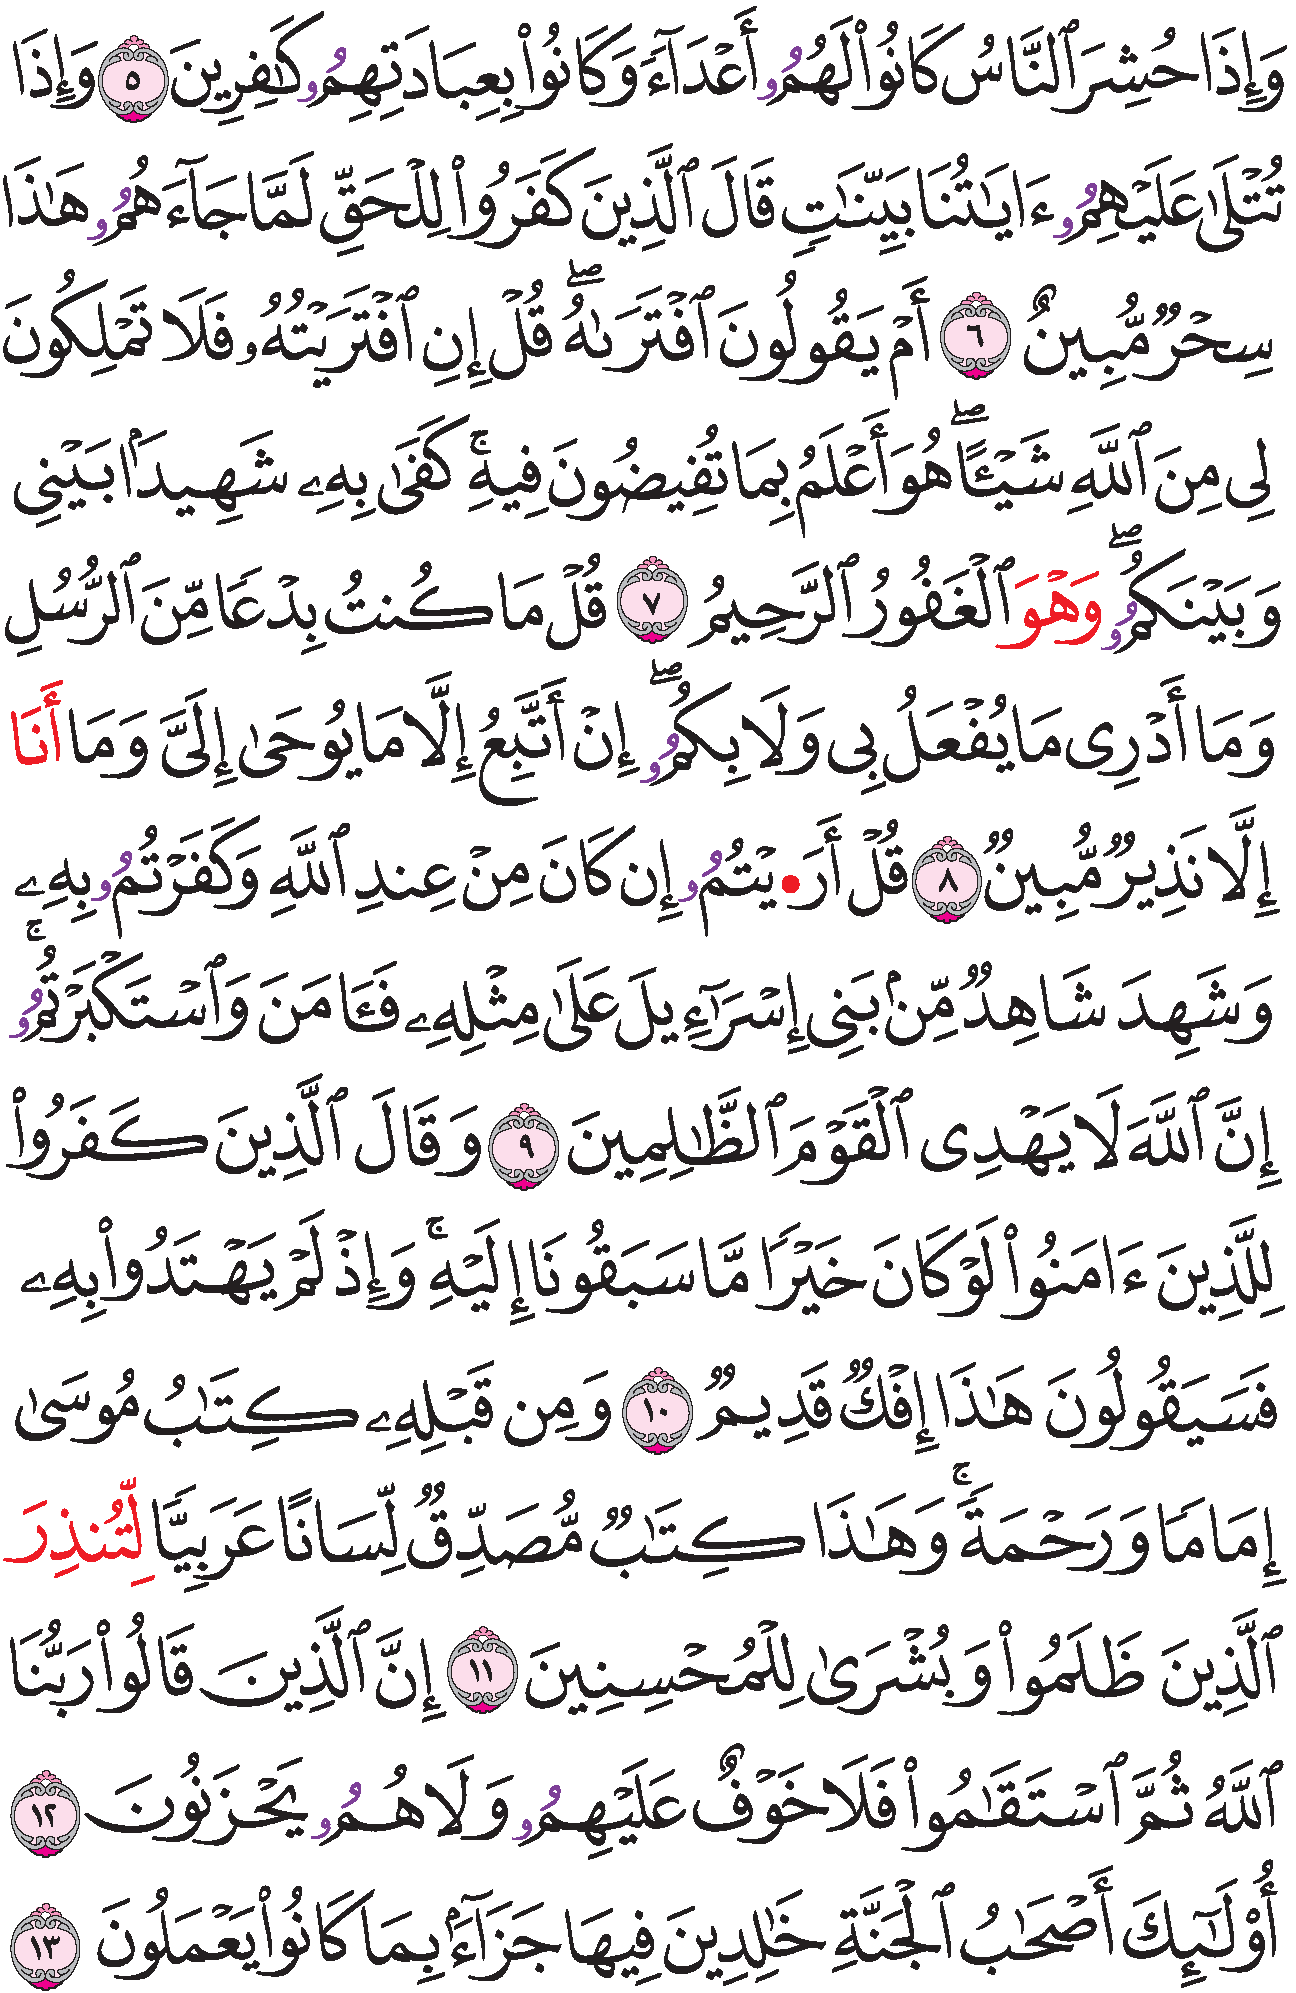 وَإِذَا حُشِرَ ٱلنَّاسُ كَانُوا۟ لَهُمُۥ أَعْدَآءً وَكَانُوا۟ بِعِبَادَتِهِمُۥ كَٰفِرِينَ ٥ وَإِذَا
تُتْلَىٰ عَلَيْهِمُۥ ءَايَٰتُنَا بَيِّنَٰتٍ قَالَ ٱلَّذِينَ كَفَرُوا۟ لِلْحَقِّ لَمَّا جَآءَهُمُۥ هَٰذَا
سِحْرٌ مُّبِينٌ ٦ أَمْ يَقُولُونَ ٱفْتَرَىٰهُ ۖ قُلْ إِنِ ٱفْتَرَيْتُهُۥ فَلَا تَمْلِكُونَ
لِى مِنَ ٱللَّهِ شَيْـًٔا ۖ هُوَ أَعْلَمُ بِمَا تُفِيضُونَ فِيهِ ۚ كَفَىٰ بِهِۦ شَهِيدًۢا بَيْنِى
وَبَيْنَكُمُۥ ۖ وَهْوَ ٱلْغَفُورُ ٱلرَّحِيمُ ٧ قُلْ مَا كُنتُ بِدْعًا مِّنَ ٱلرُّسُلِ
وَمَا أَدْرِى مَا يُفْعَلُ بِى وَلَا بِكُمُۥ ۖ إِنْ أَتَّبِعُ إِلَّا مَا يُوحَىٰ إِلَىَّ وَمَا أَنَا
إِلَّا نَذِيرٌ مُّبِينٌ ٨ قُلْ أَرَ•يْتُمُۥ إِن كَانَ مِنْ عِندِ ٱللَّهِ وَكَفَرْتُمُۥ بِهِۦ
وَشَهِدَ شَاهِدٌ مِّنۢ بَنِى إِسْرَٰٓءِيلَ عَلَىٰ مِثْلِهِۦ فَـَٔامَنَ وَٱسْتَكْبَرْتُمُۥ ۚ
إِنَّ ٱللَّهَ لَا يَهْدِى ٱلْقَوْمَ ٱلظَّٰلِمِينَ ٩ وَقَالَ ٱلَّذِينَ كَفَرُوا۟
لِلَّذِينَ ءَامَنُوا۟ لَوْ كَانَ خَيْرًا مَّا سَبَقُونَا إِلَيْهِ ۚ وَإِذْ لَمْ يَهْتَدُوا۟ بِهِۦ
فَسَيَقُولُونَ هَٰذَا إِفْكٌ قَدِيمٌ ١٠ وَمِن قَبْلِهِۦ كِتَٰبُ مُوسَىٰ
إِمَامًا وَرَحْمَةً ۚ وَهَٰذَا كِتَٰبٌ مُّصَدِّقٌ لِّسَانًا عَرَبِيًّا لِّتُنذِرَ
ٱلَّذِينَ ظَلَمُوا۟ وَبُشْرَىٰ لِلْمُحْسِنِينَ ١١ إِنَّ ٱلَّذِينَ قَالُوا۟ رَبُّنَا
ٱللَّهُ ثُمَّ ٱسْتَقَٰمُوا۟ فَلَا خَوْفٌ عَلَيْهِمُۥ وَلَا هُمُۥ يَحْزَنُونَ ١٢
أُو۟لَٰٓئِكَ أَصْحَٰبُ ٱلْجَنَّةِ خَٰلِدِينَ فِيهَا جَزَآءًۢ بِمَا كَانُوا۟ يَعْمَلُونَ ١٣